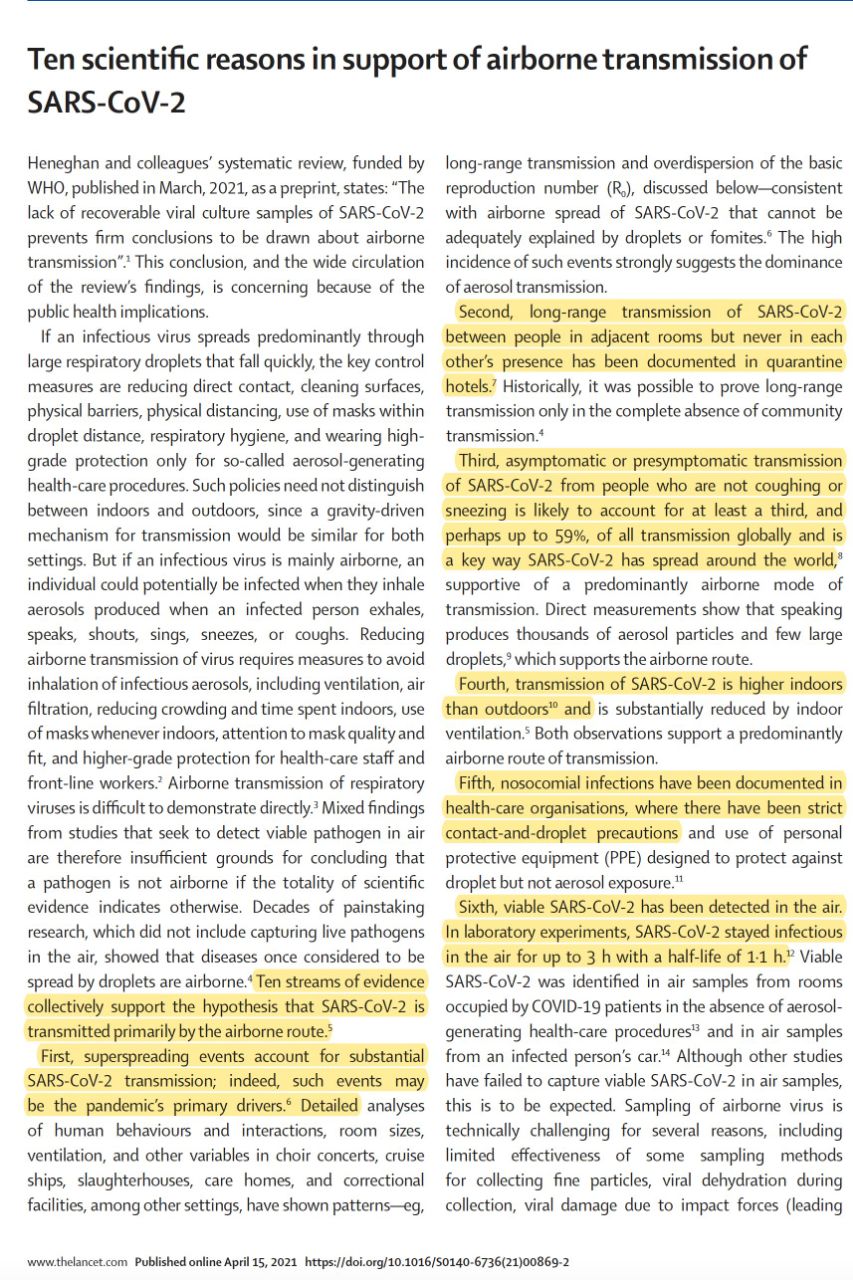 Ten scientific reasons in support of airborne transmission of
SARS-CoV-2
Heneghan and colleagues’ systematic review, funded by
WHO, published in March, 2021, as a preprint, states: “The
lack of recoverable viral culture samples of SARS-CoV-2
prevents firm conclusions to be drawn about airborne
transmission”.¹ This conclusion, and the wide circulation
of the review’s findings, is concerning because of the
public health implications.
If an infectious virus spreads predominantly through
large respiratory droplets that fall quickly, the key control
measures are reducing direct contact, cleaning surfaces,
physical barriers, physical distancing, use of masks within
droplet distance, respiratory hygiene, and wearing high-
grade protection only for so-called aerosol-generating
health-care procedures. Such policies need not distinguish
between indoors and outdoors, since a gravity-driven
mechanism for transmission would be similar for both
settings. But if an infectious virus is mainly airborne, an
individual could potentially be infected when they inhale
aerosols produced when an infected person exhales,
speaks, shouts, sings, sneezes, or coughs. Reducing
airborne transmission of virus requires measures to avoid
inhalation of infectious aerosols, including ventilation, air
filtration, reducing crowding and time spent indoors, use
of masks whenever indoors, attention to mask quality and
fit, and higher-grade protection for health-care staff and
front-line workers.² Airborne transmission of respiratory
viruses is difficult to demonstrate directly.³ Mixed findings
from studies that seek to detect viable pathogen in air
are therefore insufficient grounds for concluding that
a pathogen is not airborne if the totality of scientific
evidence indicates otherwise. Decades of painstaking
research, which did not include capturing live pathogens
in the air, showed that diseases once considered to be
spread by droplets are airborne.⁴ Ten streams of evidence
collectively support the hypothesis that SARS-CoV-2 is
transmitted primarily by the airborne route.⁵
First, superspreading events account for substantial
SARS-CoV-2 transmission; indeed, such events may
be the pandemic’s primary drivers.⁶ Detailed analyses
of human behaviours and interactions, room sizes,
ventilation, and other variables in choir concerts, cruise
ships, slaughterhouses, care homes, and correctional
facilities, among other settings, have shown patterns—eg,
long-range transmission and overdispersion of the basic
reproduction number (R₀), discussed below—consistent
with airborne spread of SARS-CoV-2 that cannot be
adequately explained by droplets or fomites.⁶ The high
incidence of such events strongly suggests the dominance
of aerosol transmission.
Second, long-range transmission of SARS-CoV-2
between people in adjacent rooms but never in each
other’s presence has been documented in quarantine
hotels.⁷ Historically, it was possible to prove long-range
transmission only in the complete absence of community
transmission.⁴
Third, asymptomatic or presymptomatic transmission
of SARS-CoV-2 from people who are not coughing or
sneezing is likely to account for at least a third, and
perhaps up to 59%, of all transmission globally and is
a key way SARS-CoV-2 has spread around the world,⁸
supportive of a predominantly airborne mode of
transmission. Direct measurements show that speaking
produces thousands of aerosol particles and few large
droplets,⁹ which supports the airborne route.
Fourth, transmission of SARS-CoV-2 is higher indoors
than outdoors¹⁰ and is substantially reduced by indoor
ventilation.⁵ Both observations support a predominantly
airborne route of transmission.
Fifth, nosocomial infections have been documented in
health-care organisations, where there have been strict
contact-and-droplet precautions and use of personal
protective equipment (PPE) designed to protect against
droplet but not aerosol exposure.¹¹
Sixth, viable SARS-CoV-2 has been detected in the air.
In laboratory experiments, SARS-CoV-2 stayed infectious
in the air for up to 3 h with a half-life of 1·1 h.¹² Viable
SARS-CoV-2 was identified in air samples from rooms
occupied by COVID-19 patients in the absence of aerosol-
generating health-care procedures¹³ and in air samples
from an infected person’s car.¹⁴ Although other studies
have failed to capture viable SARS-CoV-2 in air samples,
this is to be expected. Sampling of airborne virus is
technically challenging for several reasons, including
limited effectiveness of some sampling methods
for collecting fine particles, viral dehydration during
collection, viral damage due to impact forces (leading
www.thelancet.com Published online April 15, 2021 https://doi.org/10.1016/S0140-6736(21)00869-2